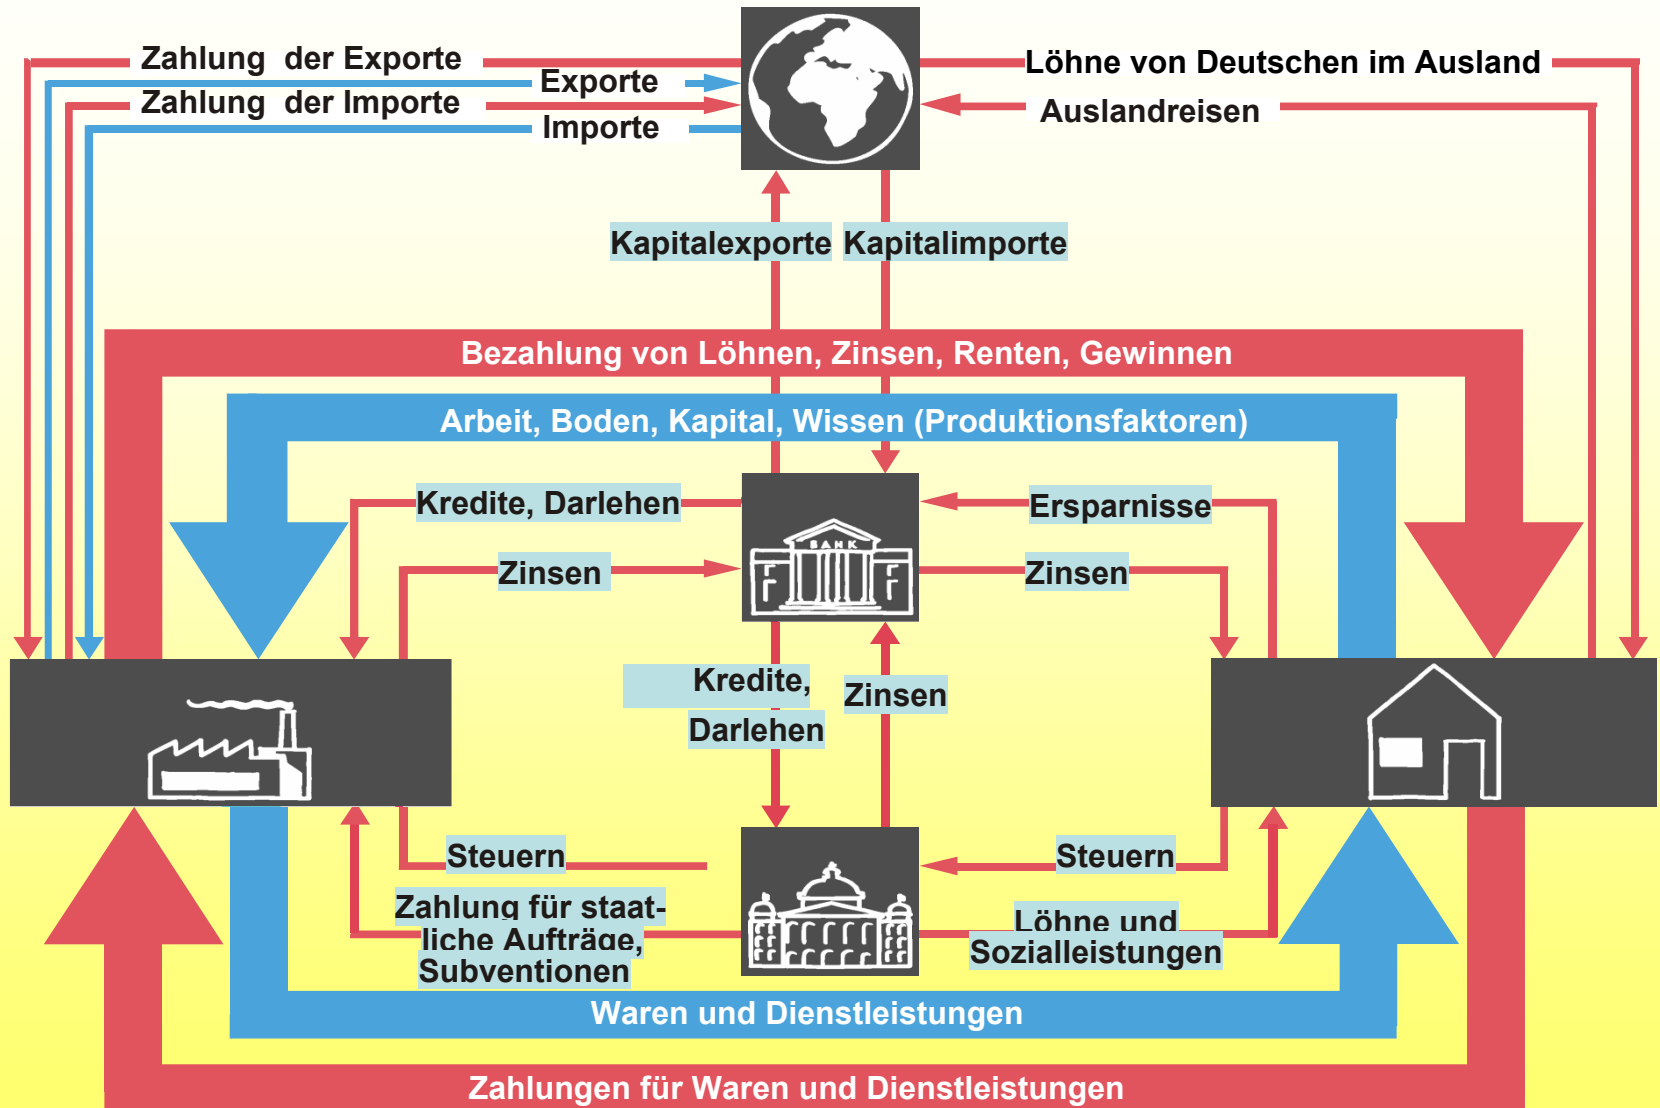 Zahlung der Exporte
Löhne von Deutschen im Ausland
Exporte
Zahlung der Importe
Auslandreisen
Importe
Kapitalexporte
Kapitalimporte
Bezahlung von Löhnen, Zinsen, Renten, Gewinnen
Arbeit, Boden, Kapital, Wissen (Produktionsfaktoren)
Kredite, Darlehen
Ersparnisse
BANK
Zinsen
Zinsen
Kredite,
Darlehen
Zinsen
Steuern
Steuern
Zahlung für staat-
liche Aufträge,
Subventionen
Löhne und
Sozialleistungen
Waren und Dienstleistungen
Zahlungen für Waren und Dienstleistungen